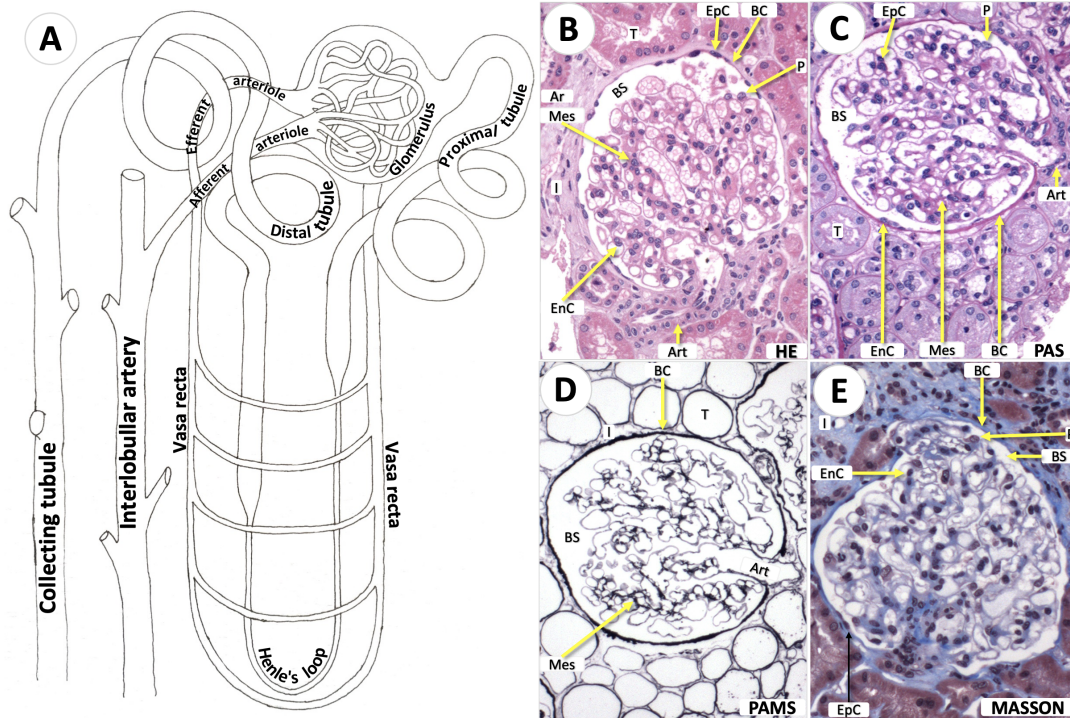 A
Efferent
arteriole
arteriole
Afferent
Glomerulus
Proximal tubule
Distal tubule
Collecting tubule
Interlobullar artery
Vasa recta
Vasa recta
Henle's loop
B
EpC
BC
T
P
BS
Ar
Mes
I
EnC
Art
HE
C
EpC
P
BS
Art
T
EnC
Mes
BC
PAS
D
BC
T
I
BS
Art
Mes
PAMS
E
BC
I
BS
EnC
EpC
MASSON